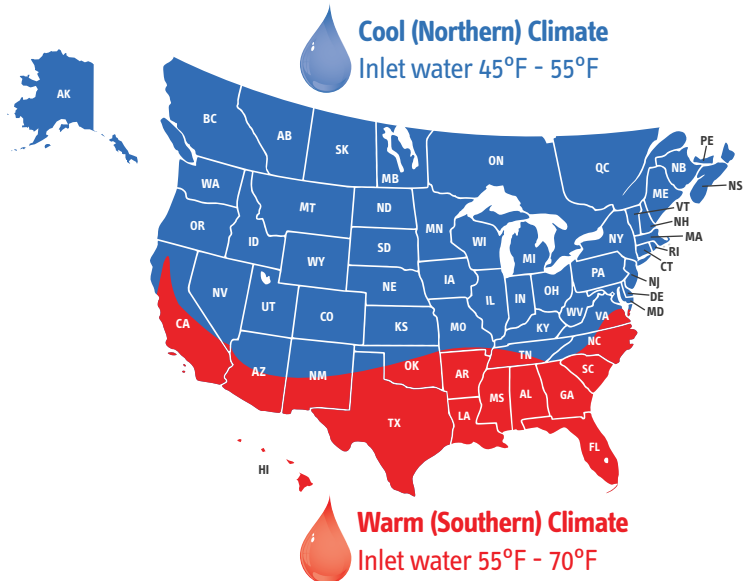 Cool (Northern) Climate
Inlet water 45°F - 55°F
AK
BC
AB
SK
MB
ON
QC
PE
NB
NS
ME
WA
MT
ND
MN
VT
NH
OR
ID
SD
WI
MI
NY
MA
RI
WY
CT
IA
PA
NJ
NV
NE
IL
IN
OH
DE
UT
CO
WV
MD
CA
KS
MO
KY
VA
NC
AZ
NM
OK
TN
AR
SC
MS
AL
GA
TX
LA
FL
HI
Warm (Southern) Climate
Inlet water 55°F - 70°F